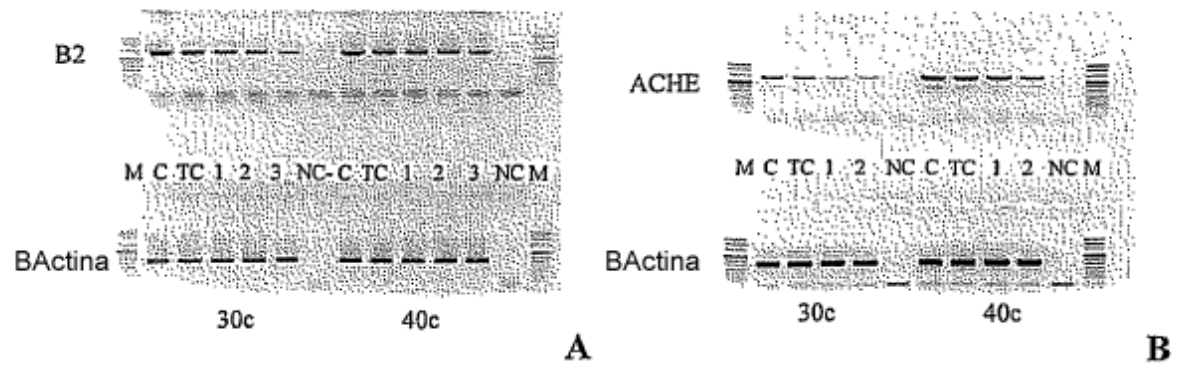 B2
M C TC 1 2 3 NC- C TC 1 2 3 NC M
BActina
30c 40c
A
ACHE
M C TC 1 2 NC C TC 1 2 NC M
BActina
30c 40c
B